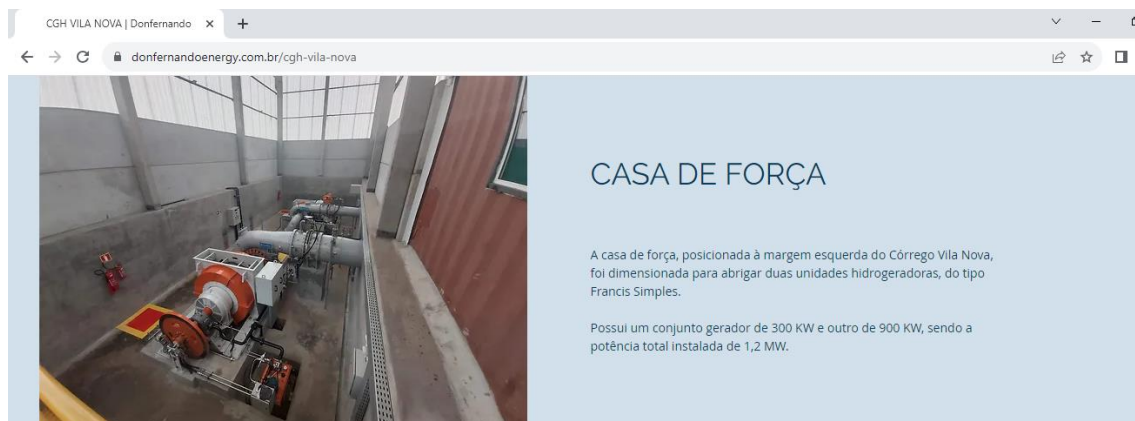 CGH VILA NOVA | Donfernando
donfernandoenergy.com.br/cgh-vila-nova
CASA DE FORÇA
A casa de força, posicionada à margem esquerda do Córrego Vila Nova,
foi dimensionada para abrigar duas unidades hidrogeradoras, do tipo
Francis Simples.
Possui um conjunto gerador de 300 KW e outro de 900 KW, sendo a
potência total instalada de 1,2 MW.